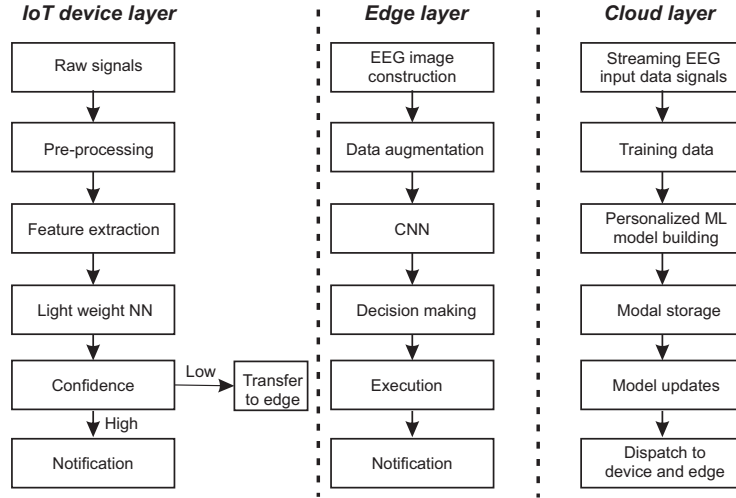 IoT device layer
Raw signals
Pre-processing
Feature extraction
Light weight NN
Confidence
Low
Transfer
to edge
High
Notification
Edge layer
EEG image
construction
Data augmentation
CNN
Decision making
Execution
Notification
Cloud layer
Streaming EEG
input data signals
Training data
Personalized ML
model building
Modal storage
Model updates
Dispatch to
device and edge